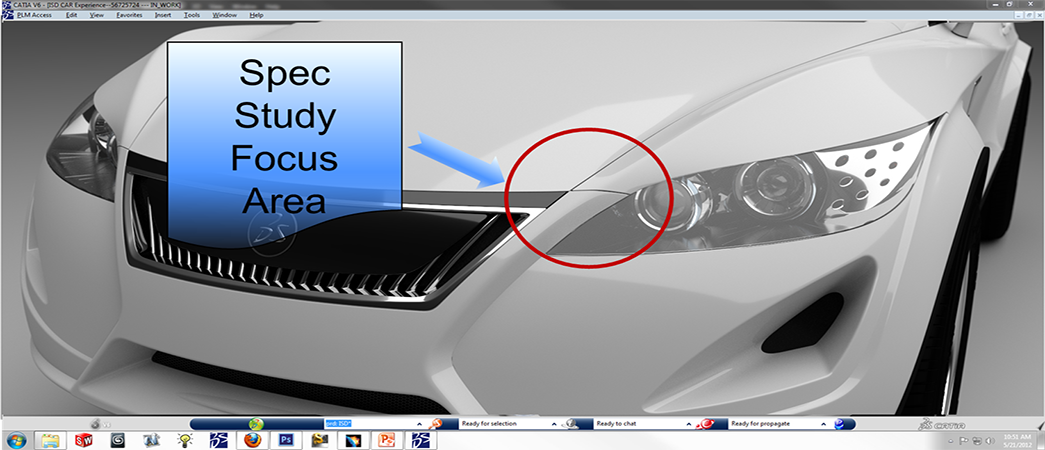 CATIA V6 - [ISD CAR Experience--56725724 --- IN_WORK]
PLM Access Edit View Favorites Insert Tools Window Help
Spec
Study
Focus
Area
Ready for selection Ready to chat Ready for propagate
CATIA
10:51 AM
5/21/2012